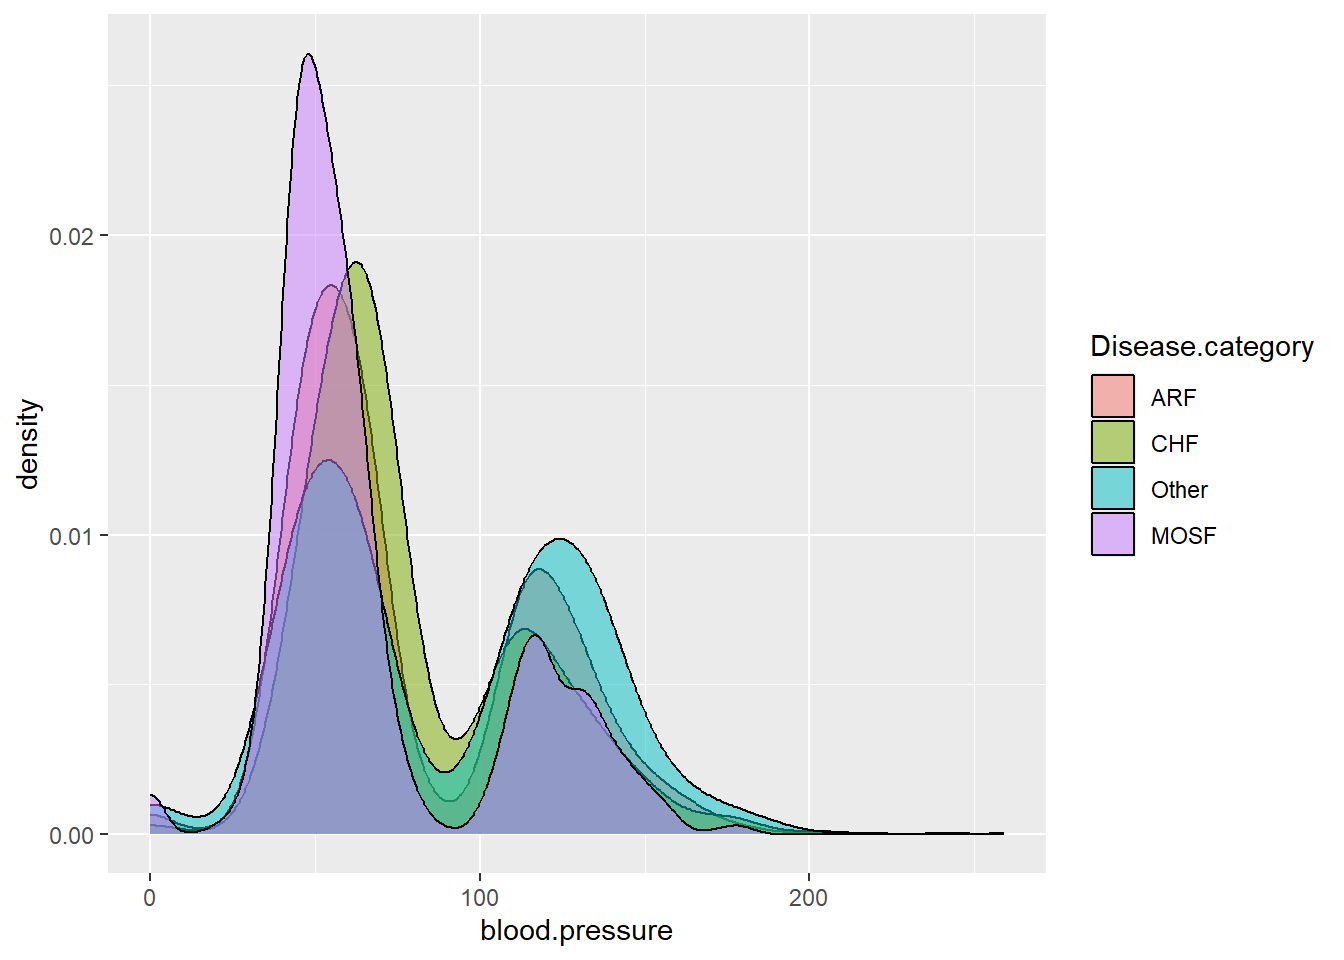 density
0.02
0.01
0.00
0
100
200
blood.pressure
Disease.category
ARF
CHF
Other
MOSF